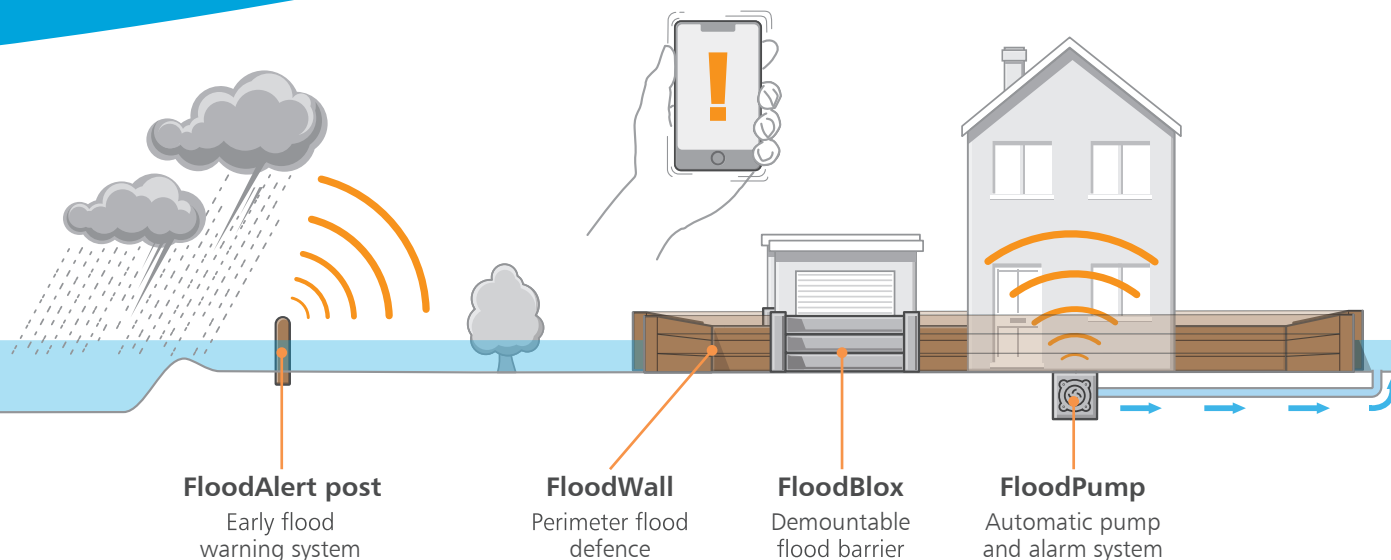 FloodAlert post
Early flood
warning system
FloodWall
Perimeter flood
defence
FloodBlox
Demountable
flood barrier
FloodPump
Automatic pump
and alarm system